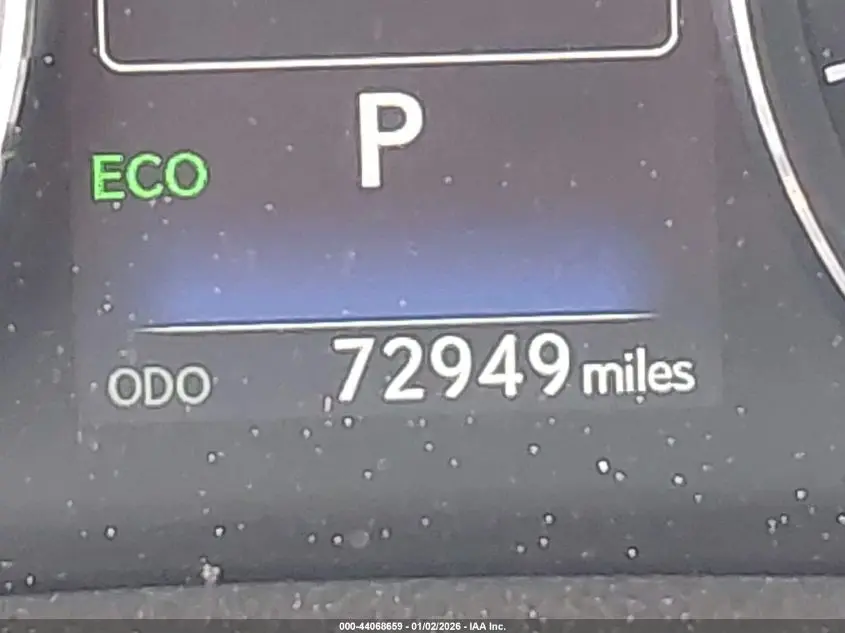 P
ECO
ODO 72949 miles
000-44068659 - 01/02/2026 - IAA Inc.